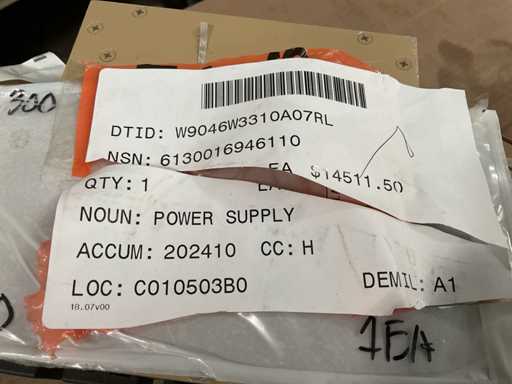 300
DTID: W9046W3310A07RL
NSN: 6130016946110
QTY: 1 EA $14511.50
NOUN: POWER SUPPLY
ACCUM: 202410 CC: H
LOC: C010503B0 DEMIL: A1
18.07v00
1EA